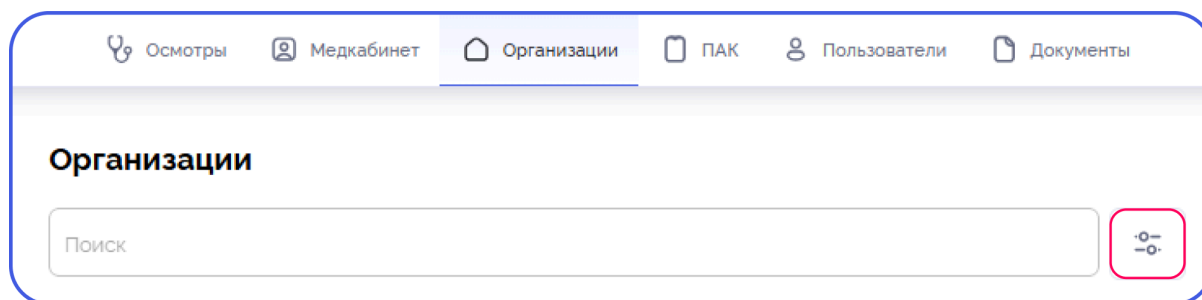 Осмотры Медкабинет Организации ПАК Пользователи Документы
Организации
Поиск